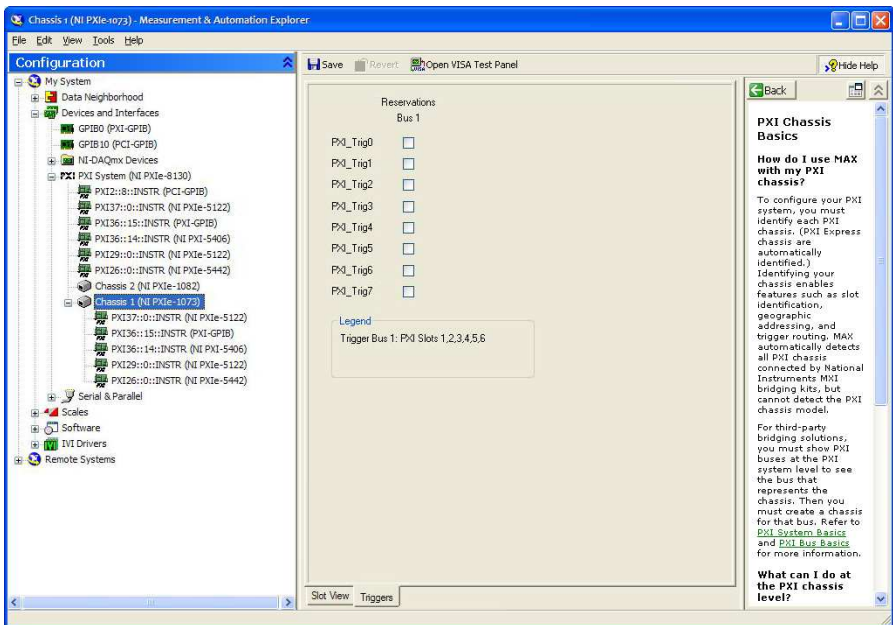 Chassis 1 (NI PXIe-1073) - Measurement & Automation Explorer
File Edit View Tools Help
Configuration
My System
Data Neighborhood
Devices and Interfaces
GPIB0 (PXI-GPIB)
GPIB10 (PCI-GPIB)
NI-DAQmx Devices
PXI PXI System (NI PXIe-8130)
PXI2::8::INSTR (PCI-GPIB)
PXI37::0::INSTR (NI PXIe-5122)
PXI36::15::INSTR (PXI-GPIB)
PXI36::14::INSTR (NI PXI-5406)
PXI29::0::INSTR (NI PXIe-5122)
PXI26::0::INSTR (NI PXIe-5442)
Chassis 2 (NI PXIe-1082)
Chassis 1 (NI PXIe-1073)
PXI37::0::INSTR (NI PXIe-5122)
PXI36::15::INSTR (PXI-GPIB)
PXI36::14::INSTR (NI PXI-5406)
PXI29::0::INSTR (NI PXIe-5122)
PXI26::0::INSTR (NI PXIe-5442)
Serial & Parallel
Scales
Software
IVI Drivers
Remote Systems
Save Revert Open VISA Test Panel
Hide Help
Reservations
Bus 1
PXI_Trig0
PXI_Trig1
PXI_Trig2
PXI_Trig3
PXI_Trig4
PXI_Trig5
PXI_Trig6
PXI_Trig7
Legend
Trigger Bus 1: PXI Slots 1,2,3,4,5,6
Slot View Triggers
Back
PXI Chassis
Basics
How do I use MAX
with my PXI
chassis?
To configure your PXI
system, you must
identify each PXI
chassis. (PXI Express
chassis are
automatically
identified.)
Identifying your
chassis enables
features such as slot
identification,
geographic
addressing, and
trigger routing. MAX
automatically detects
all PXI chassis
connected by National
Instruments MXI
bridging kits, but
cannot detect the PXI
chassis model.
For third-party
bridging solutions,
you must show PXI
buses at the PXI
system level to see
the bus that
represents the
chassis. Then you
must create a chassis
for that bus. Refer to
PXI System Basics
and PXI Bus Basics
for more information.
What can I do at
the PXI chassis
level?